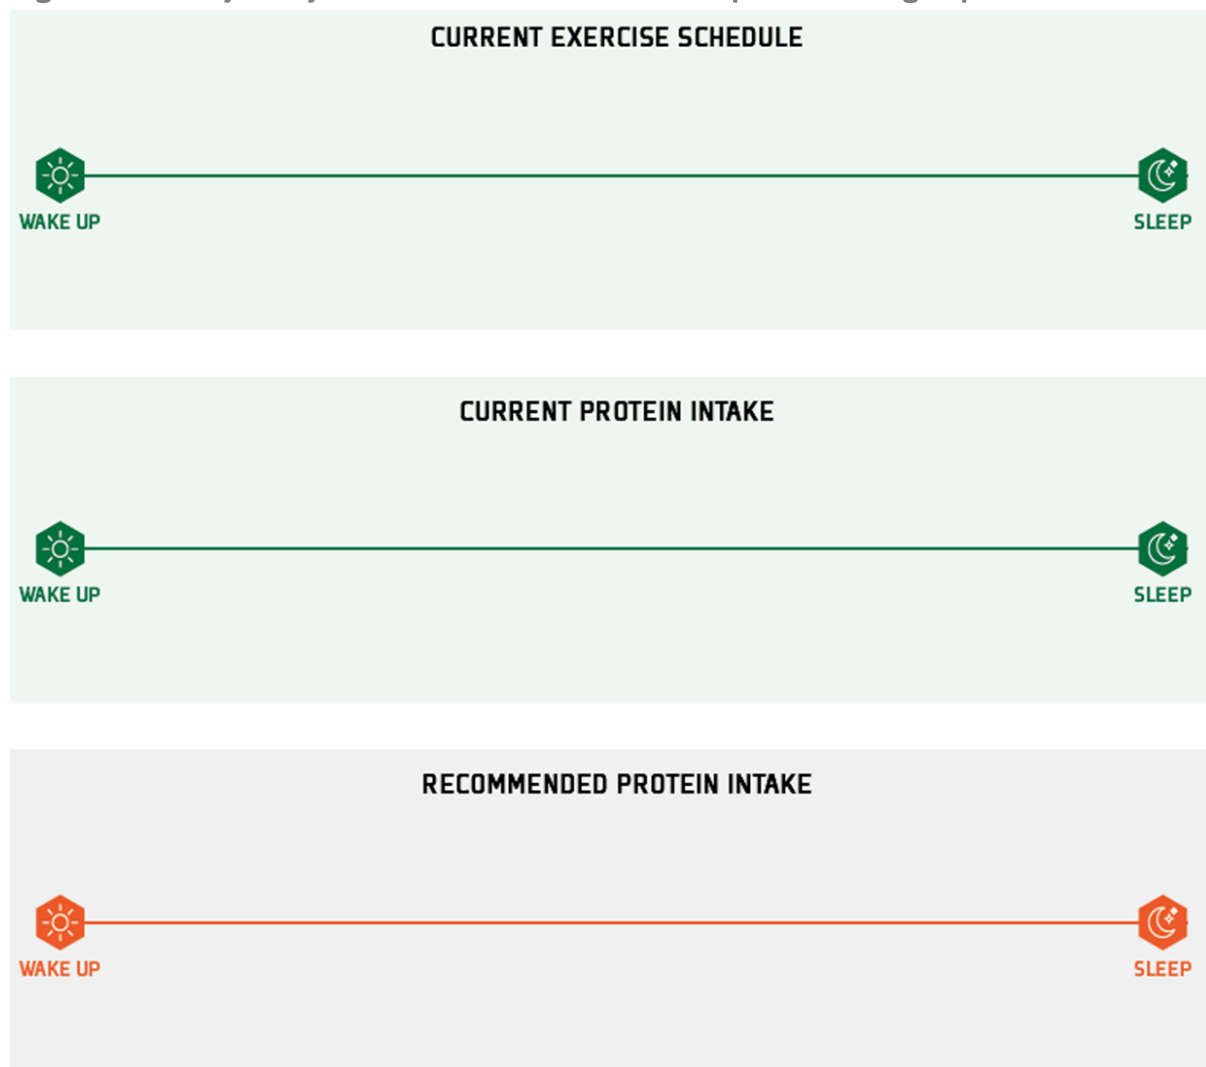 CURRENT EXERCISE SCHEDULE
WAKE UP
SLEEP
CURRENT PROTEIN INTAKE
WAKE UP
SLEEP
RECOMMENDED PROTEIN INTAKE
WAKE UP
SLEEP